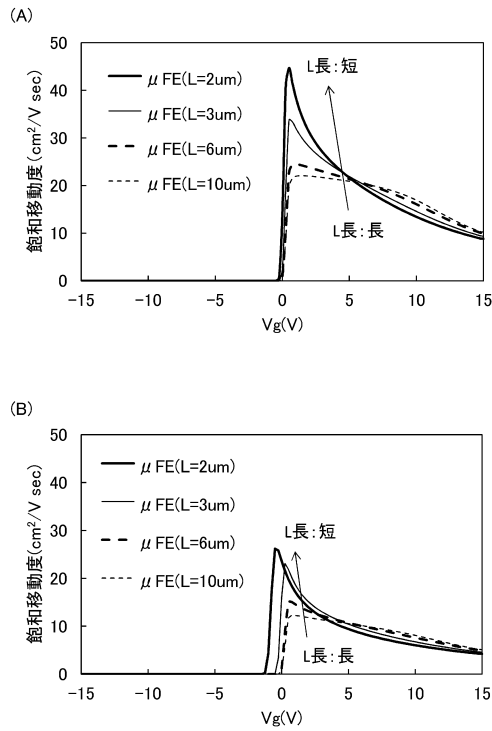 (A)
飽和移動度(cm²/V sec)
50
40
30
20
10
0
μFE(L=2um)
μFE(L=3um)
μFE(L=6um)
μFE(L=10um)
L長:短
L長:長
-15 -10 -5 0 5 10 15
Vg(V)
(B)
飽和移動度(cm²/V sec)
50
40
30
20
10
0
μFE(L=2um)
μFE(L=3um)
μFE(L=6um)
μFE(L=10um)
L長:短
L長:長
-15 -10 -5 0 5 10 15
Vg(V)